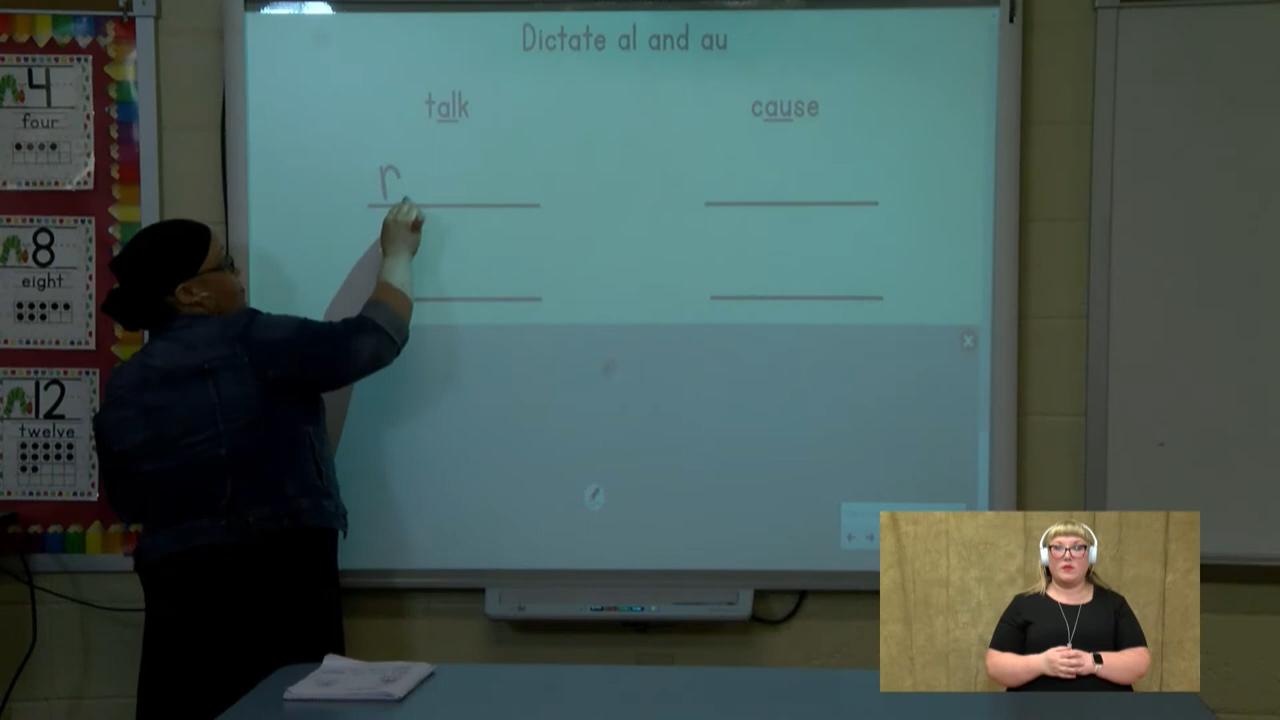 Dictate al and au
talk cause
r
4
four
8
eight
12
twelve
x